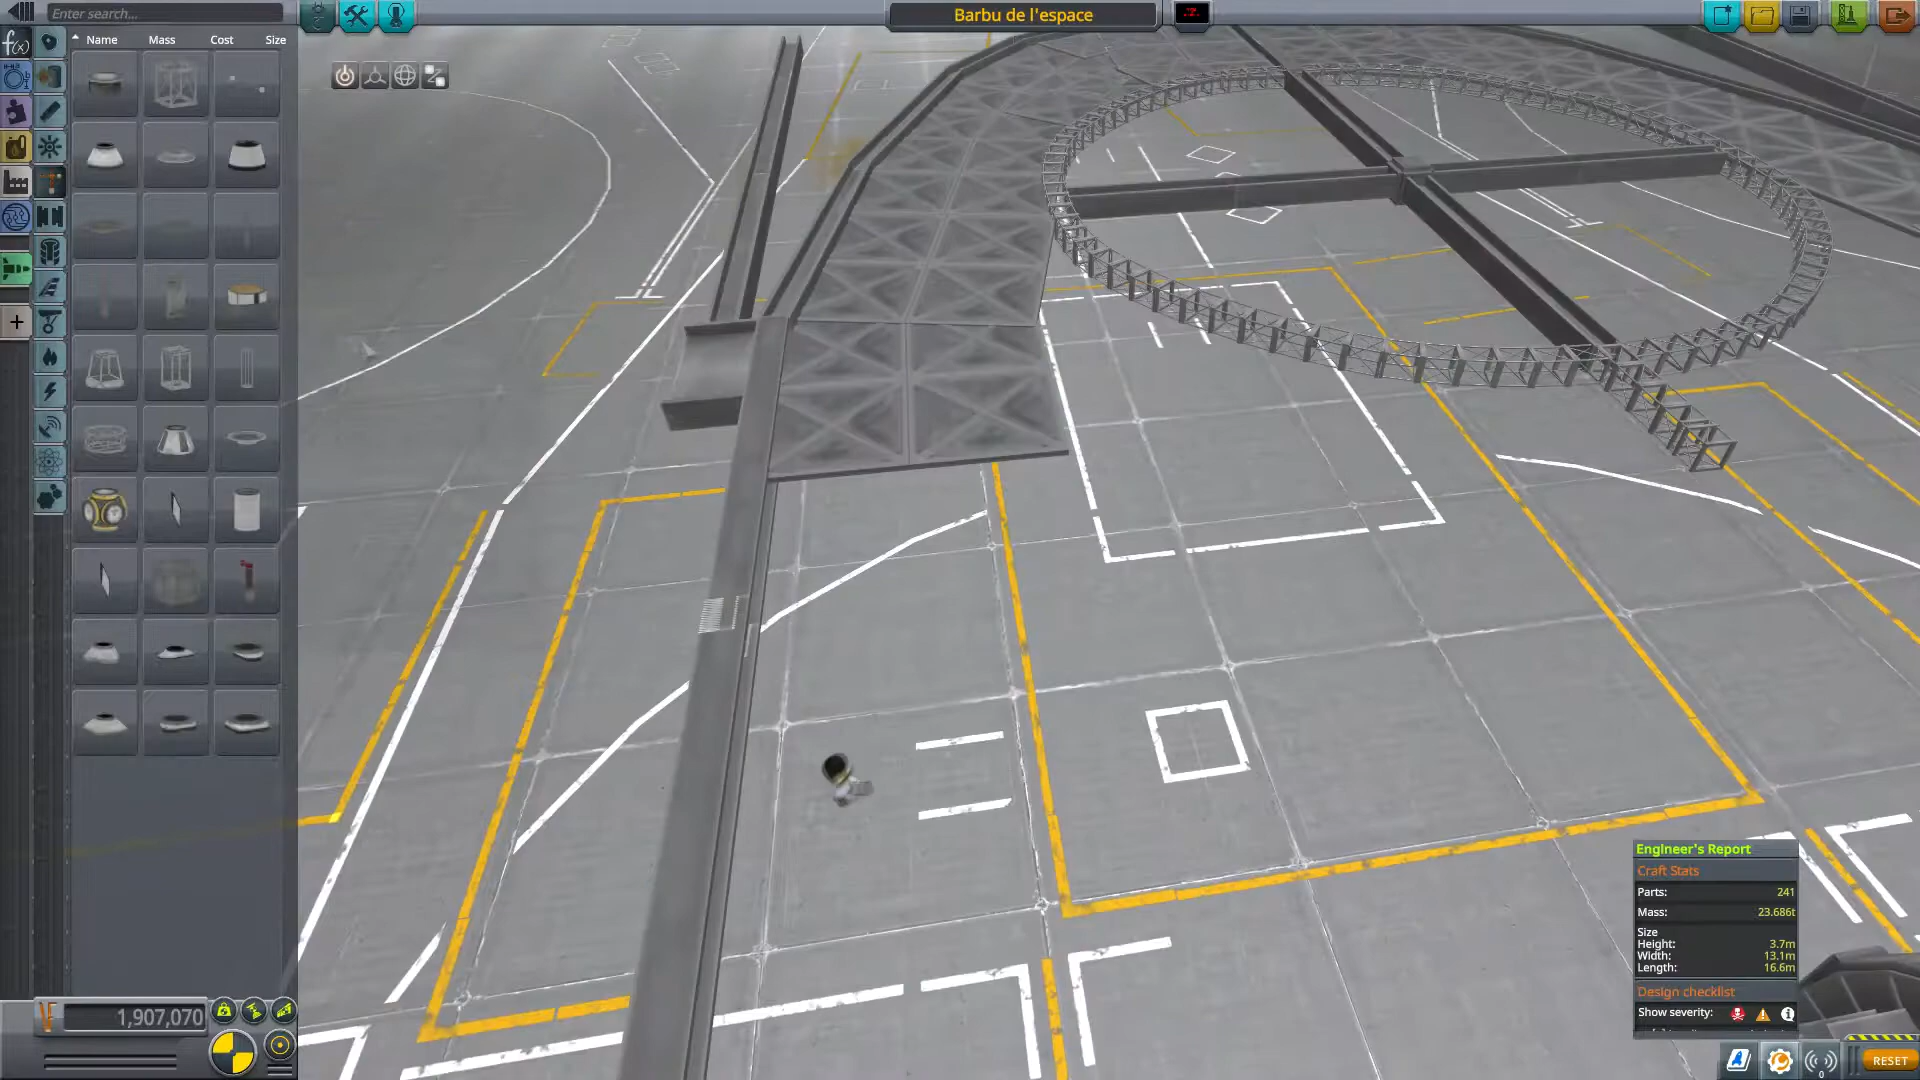 Enter search...
Barbu de l'espace
Name Mass Cost Size
f(x)
Engineer's Report
Craft Stats
Parts: 241
Mass: 23.686t
Size
Height: 3.7m
Width: 13.1m
Length: 16.6m
Design checklist
Show severity:
1,907,070
0
RESET